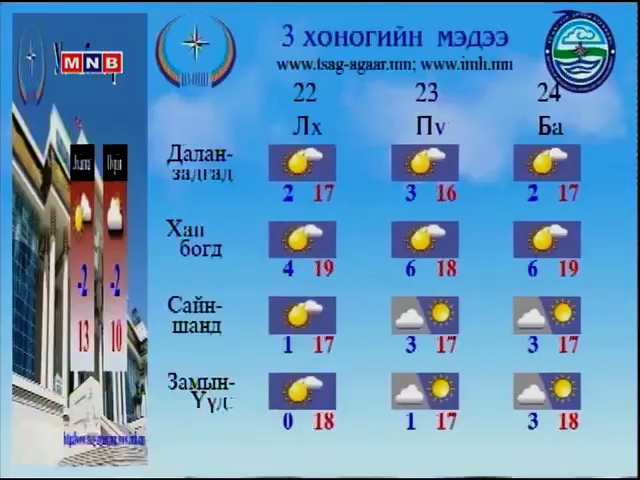 MNB
3 ХОНОГИЙН МЭДЭЭ
www.tsag-agaar.mn; www.imh.mn
22 23 24
Лх Пү Ба
Далан-
задгад
2 17 3 16 2 17
Хан
богд
4 19 6 18 6 19
Сайн-
шанд
1 17 3 17 3 17
Замын-
Үүд
0 18 1 17 3 18
-2 -2
13 10